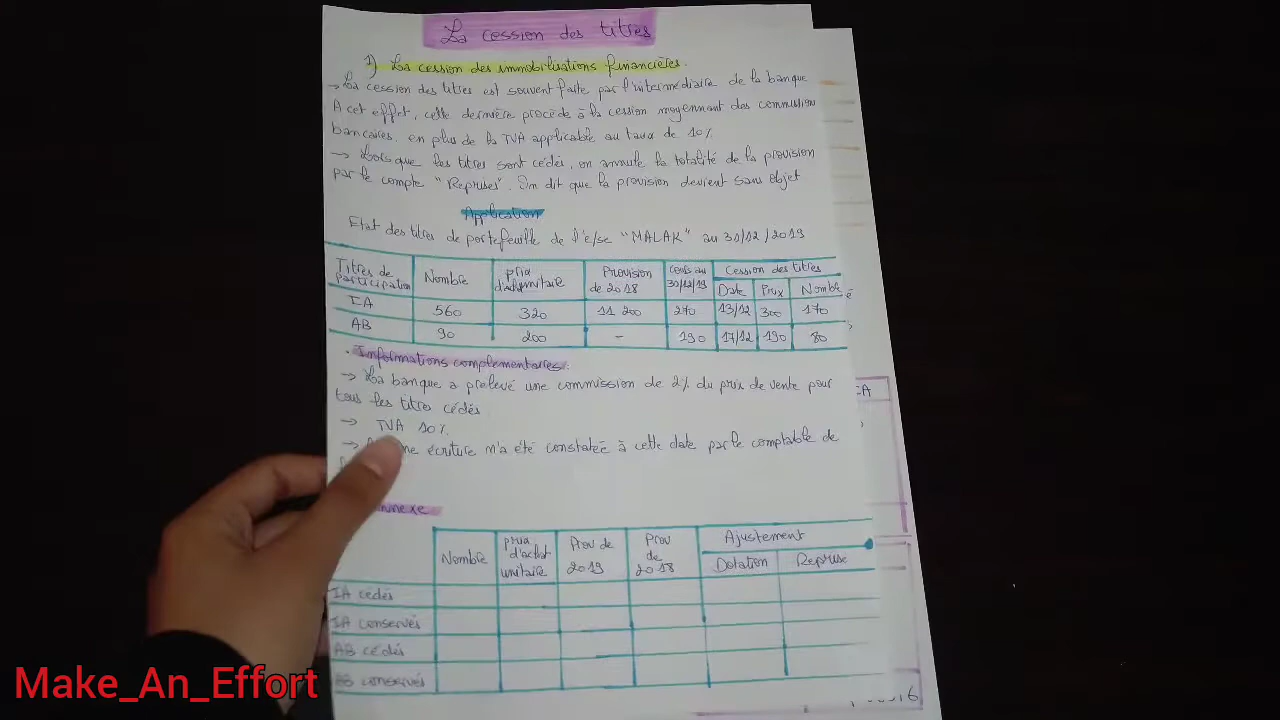 La cession des titres
1) La cession des immobilisations financières.
→ La cession des titres est souvent faite par l'intermédiaire de la banque
A cet effet, cette dernière procède à la cession moyennant des commission
bancaires, en plus de la TVA applicable au taux de 10%
→ Lorsque les titres sont cédés, on annule la totalité de la provision
par le compte "Reprises". On dit que la provision devient sans objet
Application
Etat des titres de portefeuille de l'e/se "MALAK" au 31/12/2019
Titres de participation Nombre prix d'achat unitaire Provision de 2018 cours au 31/12/19 Cession des titres
Date Prix Nombre
IA 560 320 11 200 270 13/12 300 170
AB 90 200 - 190 17/12 190 80
. Informations complementaires.
→ La banque a prélevé une commission de 2% du prix de vente pour
tous les titres cédés
→ TVA 10%.
→ écriture n'a été constatée à cette date par le comptable de
nnexe
Nombre prix d'achat unitaire Prov de 2019 Prov de 2018 Ajustement
Dotation Reprise
IA cédés
IA conservés
AB cédés
AB conservés
Make_An_Effort